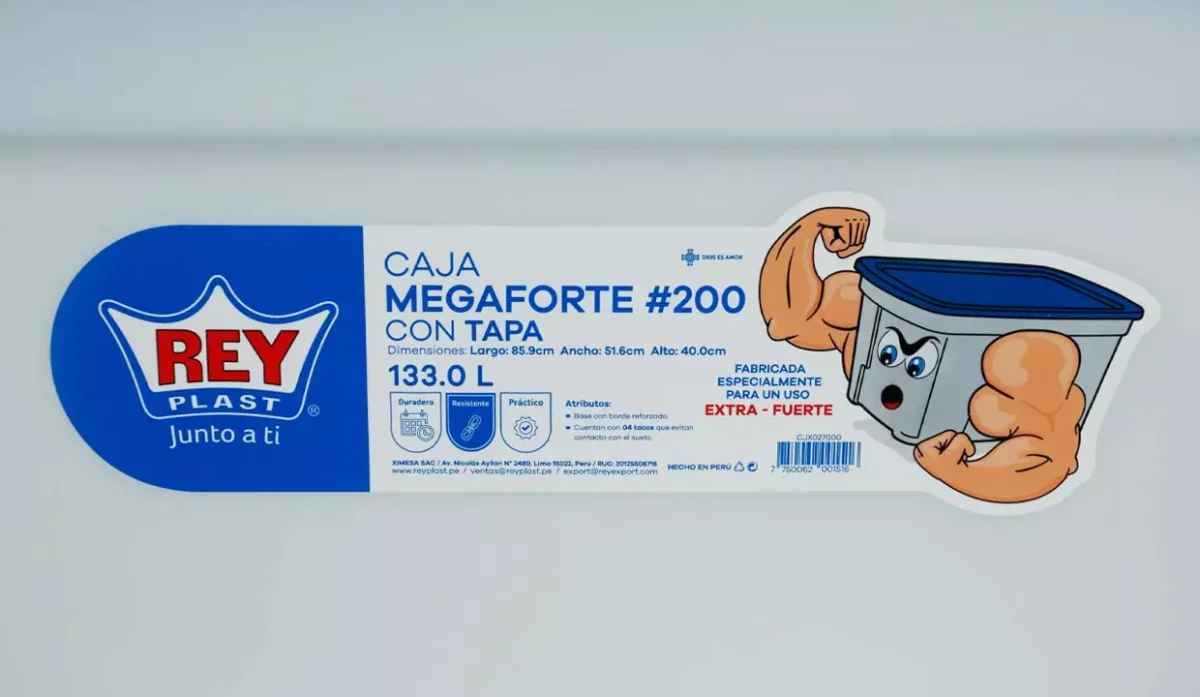 REY
PLAST
®
Junto a ti
CAJA
MEGAFORTE #200
CON TAPA
Dimensiones: Largo: 85.9cm Ancho: 51.6cm Alto: 40.0cm
133.0 L
DIOS ES AMOR
Duradero
Resistente
Práctico
Atributos:
• Base con borde reforzado.
• Cuentan con 04 tacos que evitan
contacto con el suelo.
FABRICADA
ESPECIALMENTE
PARA UN USO
EXTRA - FUERTE
XIMESA SAC / Av. Nicolás Ayllon N° 2480, Lima 15022, Perú / RUC: 20125508716
www.reyplast.pe / ventas@reyplast.pe / export@reyexport.com
HECHO EN PERÚ
CJX027000
7 750062 001516